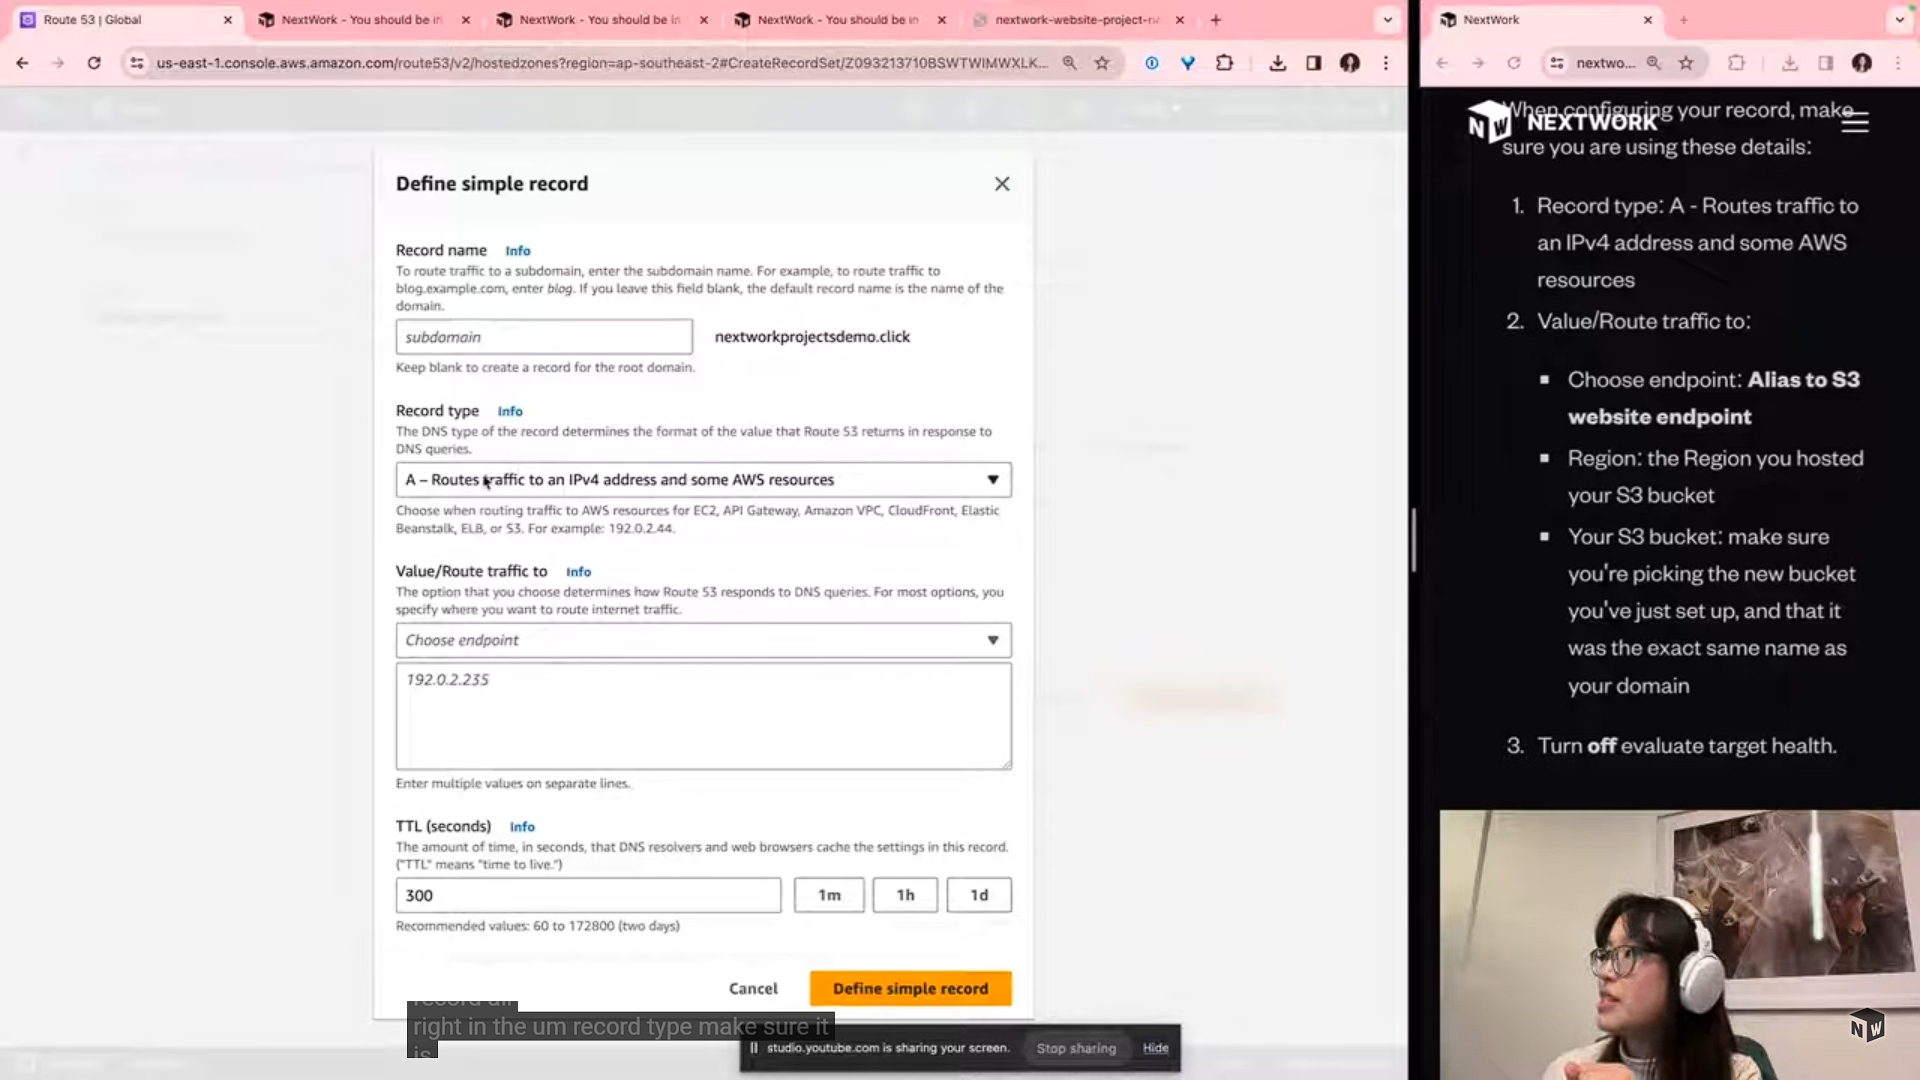 Route 53 | Global
NextWork - You should be in
NextWork - You should be in
NextWork - You should be in
nextwork-website-project-n
us-east-1.console.aws.amazon.com/route53/v2/hostedzones?region=ap-southeast-2#CreateRecordSet/Z093213710BSWTWIMWXLK...
Define simple record
Record name Info
To route traffic to a subdomain, enter the subdomain name. For example, to route traffic to
blog.example.com, enter blog. If you leave this field blank, the default record name is the name of the
domain.
subdomain
nextworkprojectsdemo.click
Keep blank to create a record for the root domain.
Record type Info
The DNS type of the record determines the format of the value that Route 53 returns in response to
DNS queries.
A – Routes traffic to an IPv4 address and some AWS resources
Choose when routing traffic to AWS resources for EC2, API Gateway, Amazon VPC, CloudFront, Elastic
Beanstalk, ELB, or S3. For example: 192.0.2.44.
Value/Route traffic to Info
The option that you choose determines how Route 53 responds to DNS queries. For most options, you
specify where you want to route internet traffic.
Choose endpoint
192.0.2.235
Enter multiple values on separate lines.
TTL (seconds) Info
The amount of time, in seconds, that DNS resolvers and web browsers cache the settings in this record.
("TTL" means "time to live.")
300
1m
1h
1d
Recommended values: 60 to 172800 (two days)
Cancel
Define simple record
right in the um record type make sure it
is
studio.youtube.com is sharing your screen.
Stop sharing
Hide
NextWork
nextwo...
NW
NEXTWORK
When configuring your record, make
sure you are using these details:
1. Record type: A - Routes traffic to
an IPv4 address and some AWS
resources
2. Value/Route traffic to:
Choose endpoint: Alias to S3
website endpoint
Region: the Region you hosted
your S3 bucket
Your S3 bucket: make sure
you're picking the new bucket
you've just set up, and that it
was the exact same name as
your domain
3. Turn off evaluate target health.
NW